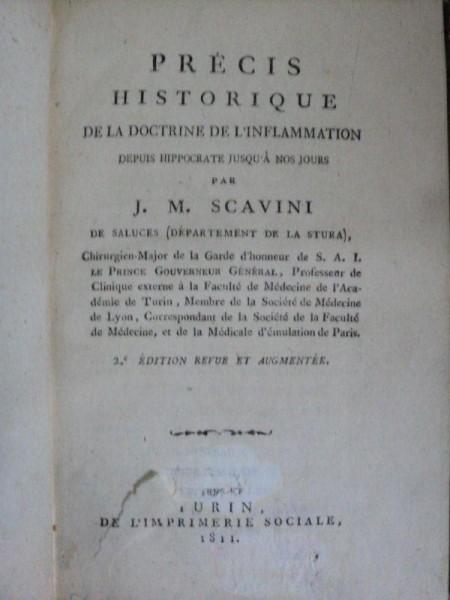 PRÉCIS
HISTORIQUE
DE LA DOCTRINE DE L'INFLAMMATION
DEPUIS HIPPOCRATE JUSQU'À NOS JOURS
PAR
J. M. SCAVINI
DE SALUCES (DÉPARTEMENT DE LA STURA),
Chirurgien-Major de la Garde d'honneur de S. A. I.
LE PRINCE GOUVERNEUR GÉNÉRAL, Professeur de
Clinique externe à la Faculté de Médecine de l'Aca-
démie de Turin, Membre de la Société de Médecine
de Lyon, Correspondant de la Société de la Faculté
de Médecine, et de la Médicale d'émulation de Paris.
2.e ÉDITION REVUE ET AUGMENTÉE.
TURIN,
DE L'IMPRIMERIE SOCIALE,
1811.